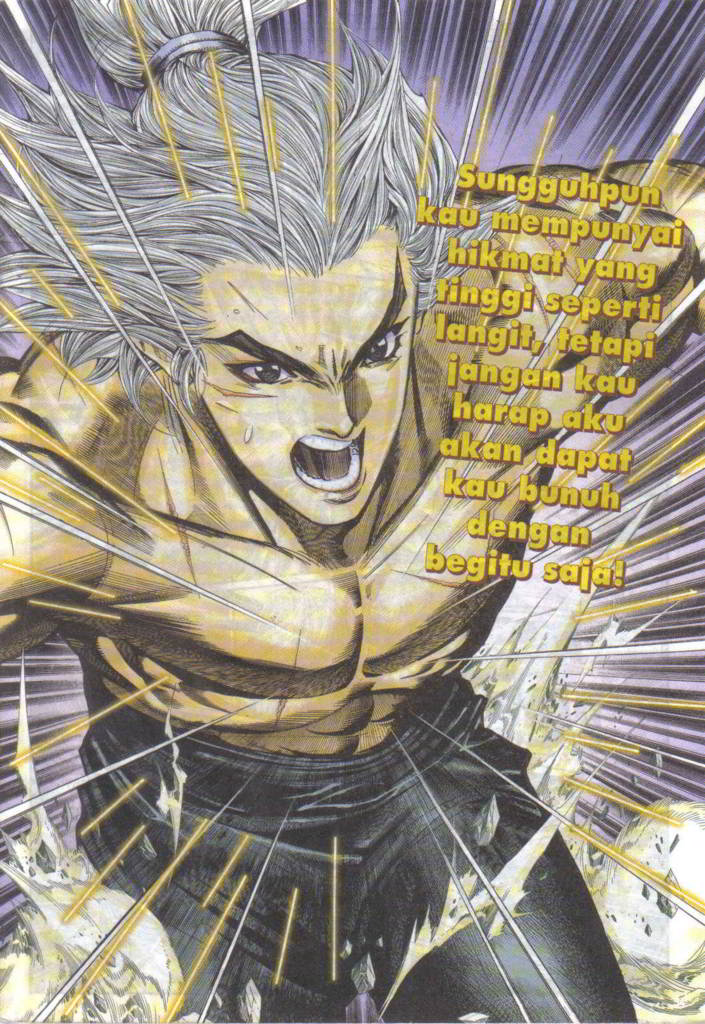 Sungguhpun
kau mempunyai
hikmat yang
tinggi seperti
langit, tetapi
jangan kau
harap aku
akan dapat
kau bunuh
dengan
begitu saja!